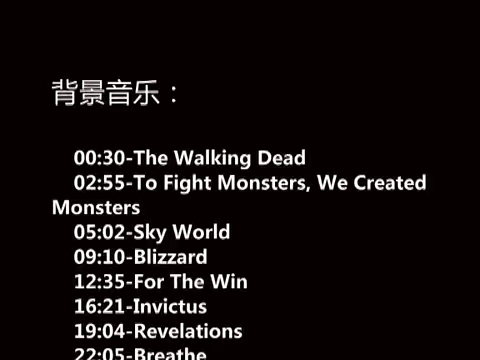 背景音乐：
00:30-The Walking Dead
02:55-To Fight Monsters, We Created
Monsters
05:02-Sky World
09:10-Blizzard
12:35-For The Win
16:21-Invictus
19:04-Revelations
22:05-Breathe